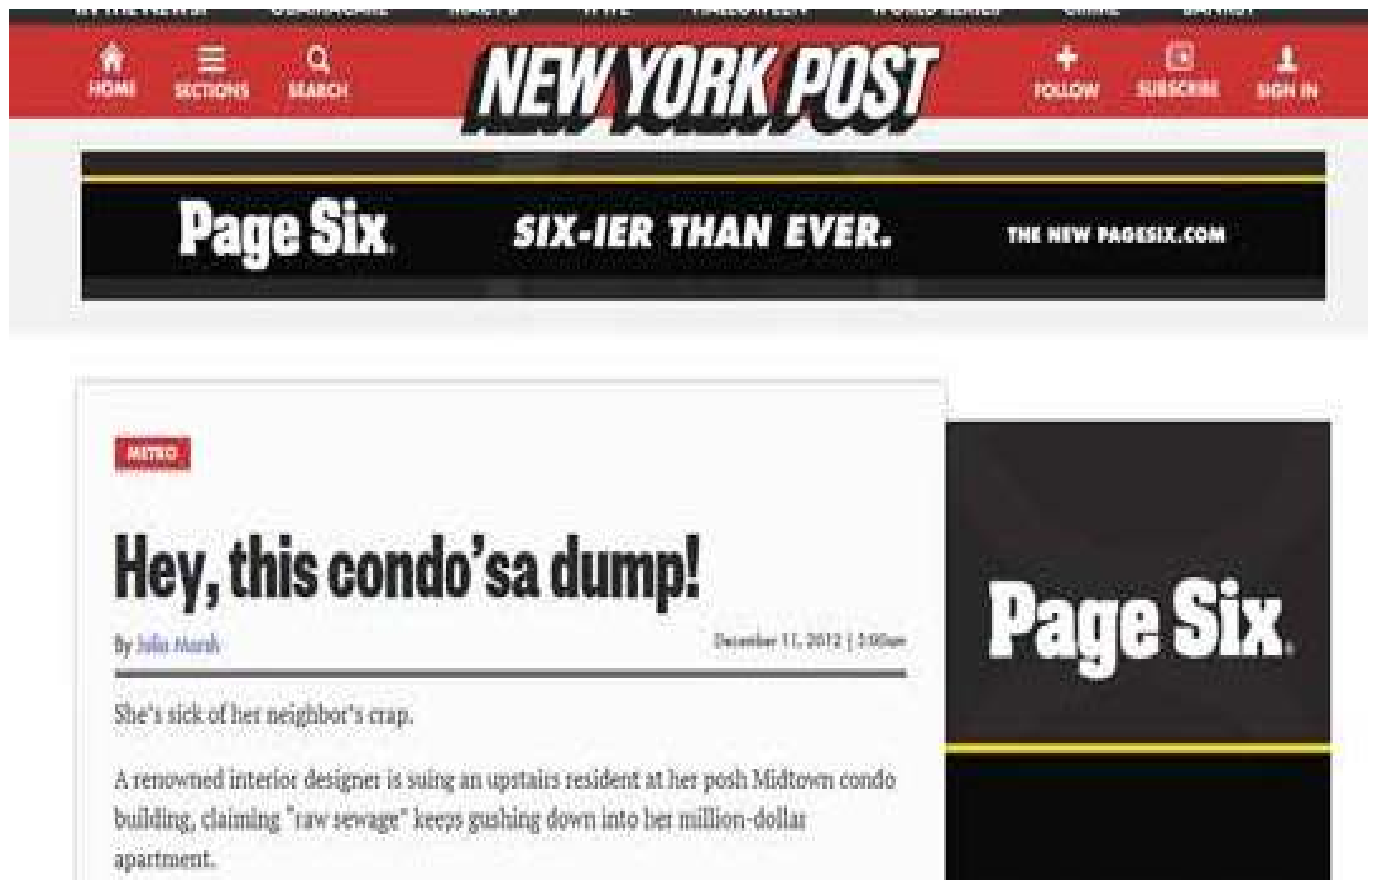 HOME
SECTIONS
SEARCH
NEW YORK POST
FOLLOW
SUBSCRIBE
SIGN IN
Page Six.
SIX-IER THAN EVER.
THE NEW PAGESIX.COM
METRO
Hey, this condo'sa dump!
By Julia Marsh
December 11, 2012 |
She's sick of her neighbor's crap.
A renowned interior designer is suing an upstairs resident at her posh Midtown condo
building, claiming "raw sewage" keeps gushing down into her million-dollar
apartment.
Page Six.